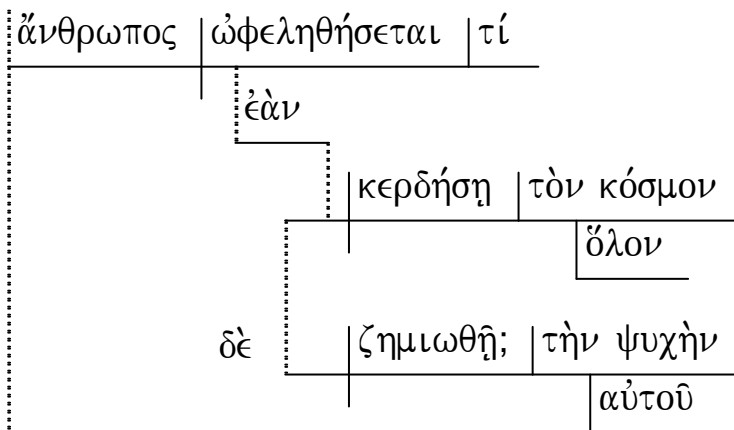 ἄνθρωπος ὠφεληθήσεται τί
ἐὰν
κερδήσῃ τὸν κόσμον
ὅλον
δὲ ζημιωθῇ; τὴν ψυχὴν
αὐτοῦ